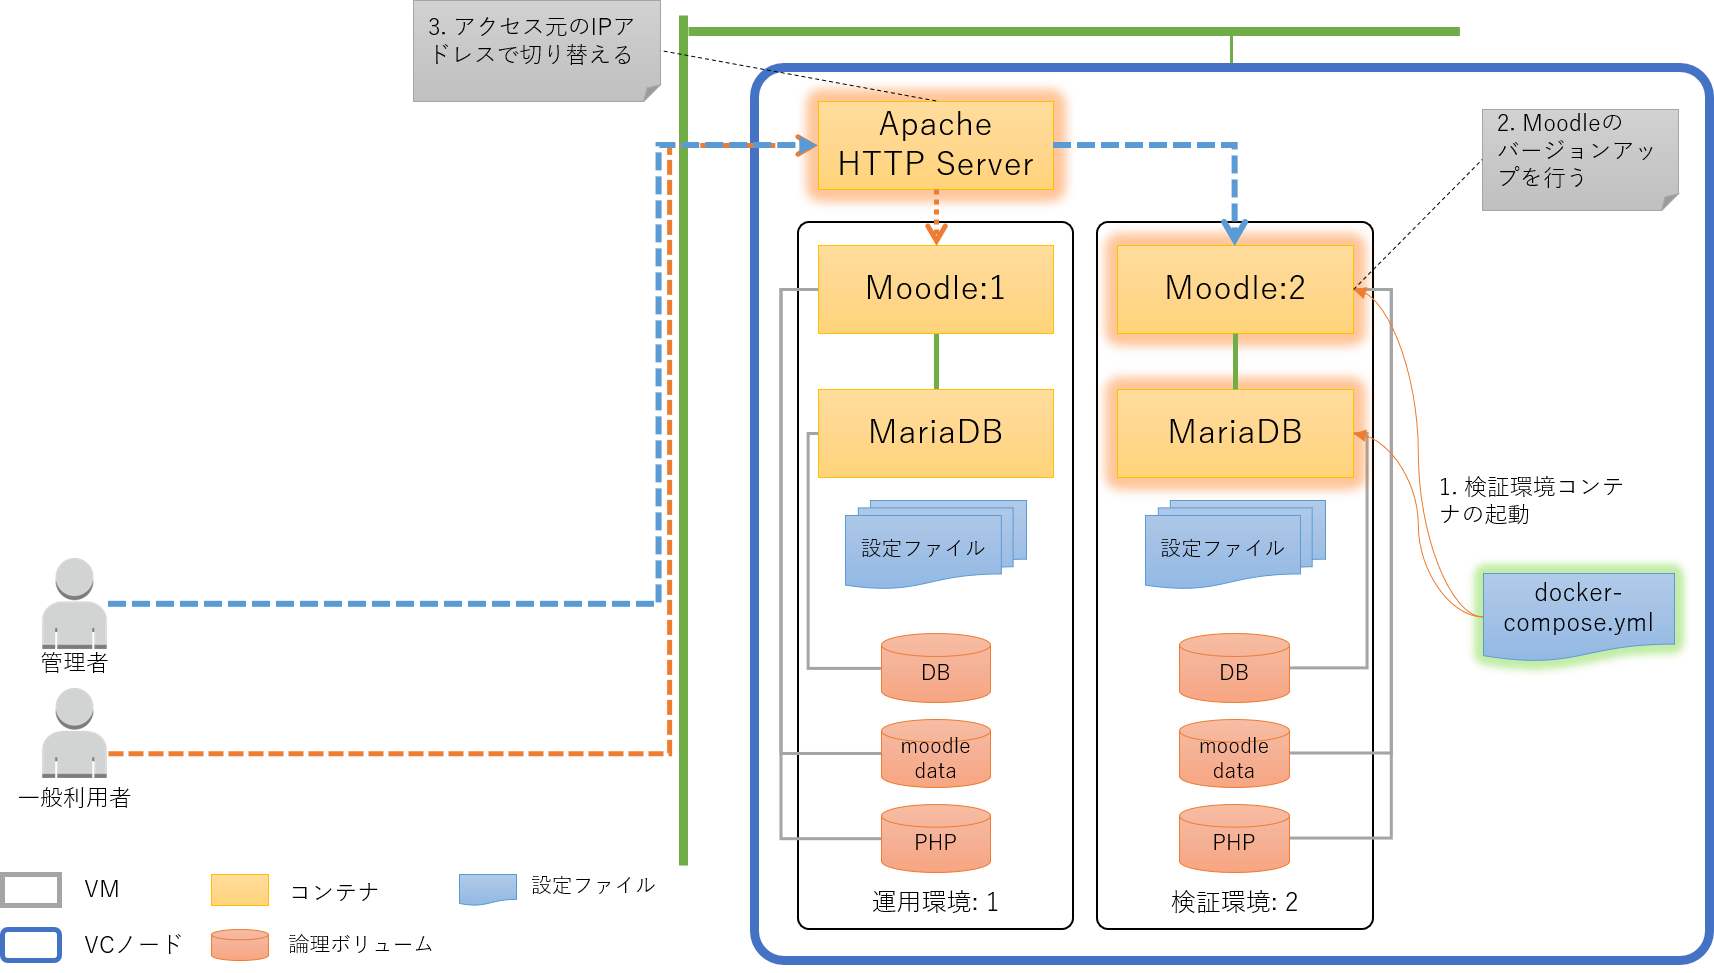 3. アクセス元のIPア
ドレスで切り替える
Apache
HTTP Server
2. Moodleの
バージョンアッ
プを行う
Moodle:1
Moodle:2
MariaDB
MariaDB
1. 検証環境コンテ
ナの起動
設定ファイル
設定ファイル
docker-
compose.yml
管理者
DB
DB
moodle
data
moodle
data
一般利用者
PHP
PHP
運用環境: 1
検証環境: 2
VM
コンテナ
設定ファイル
VCノード
論理ボリューム